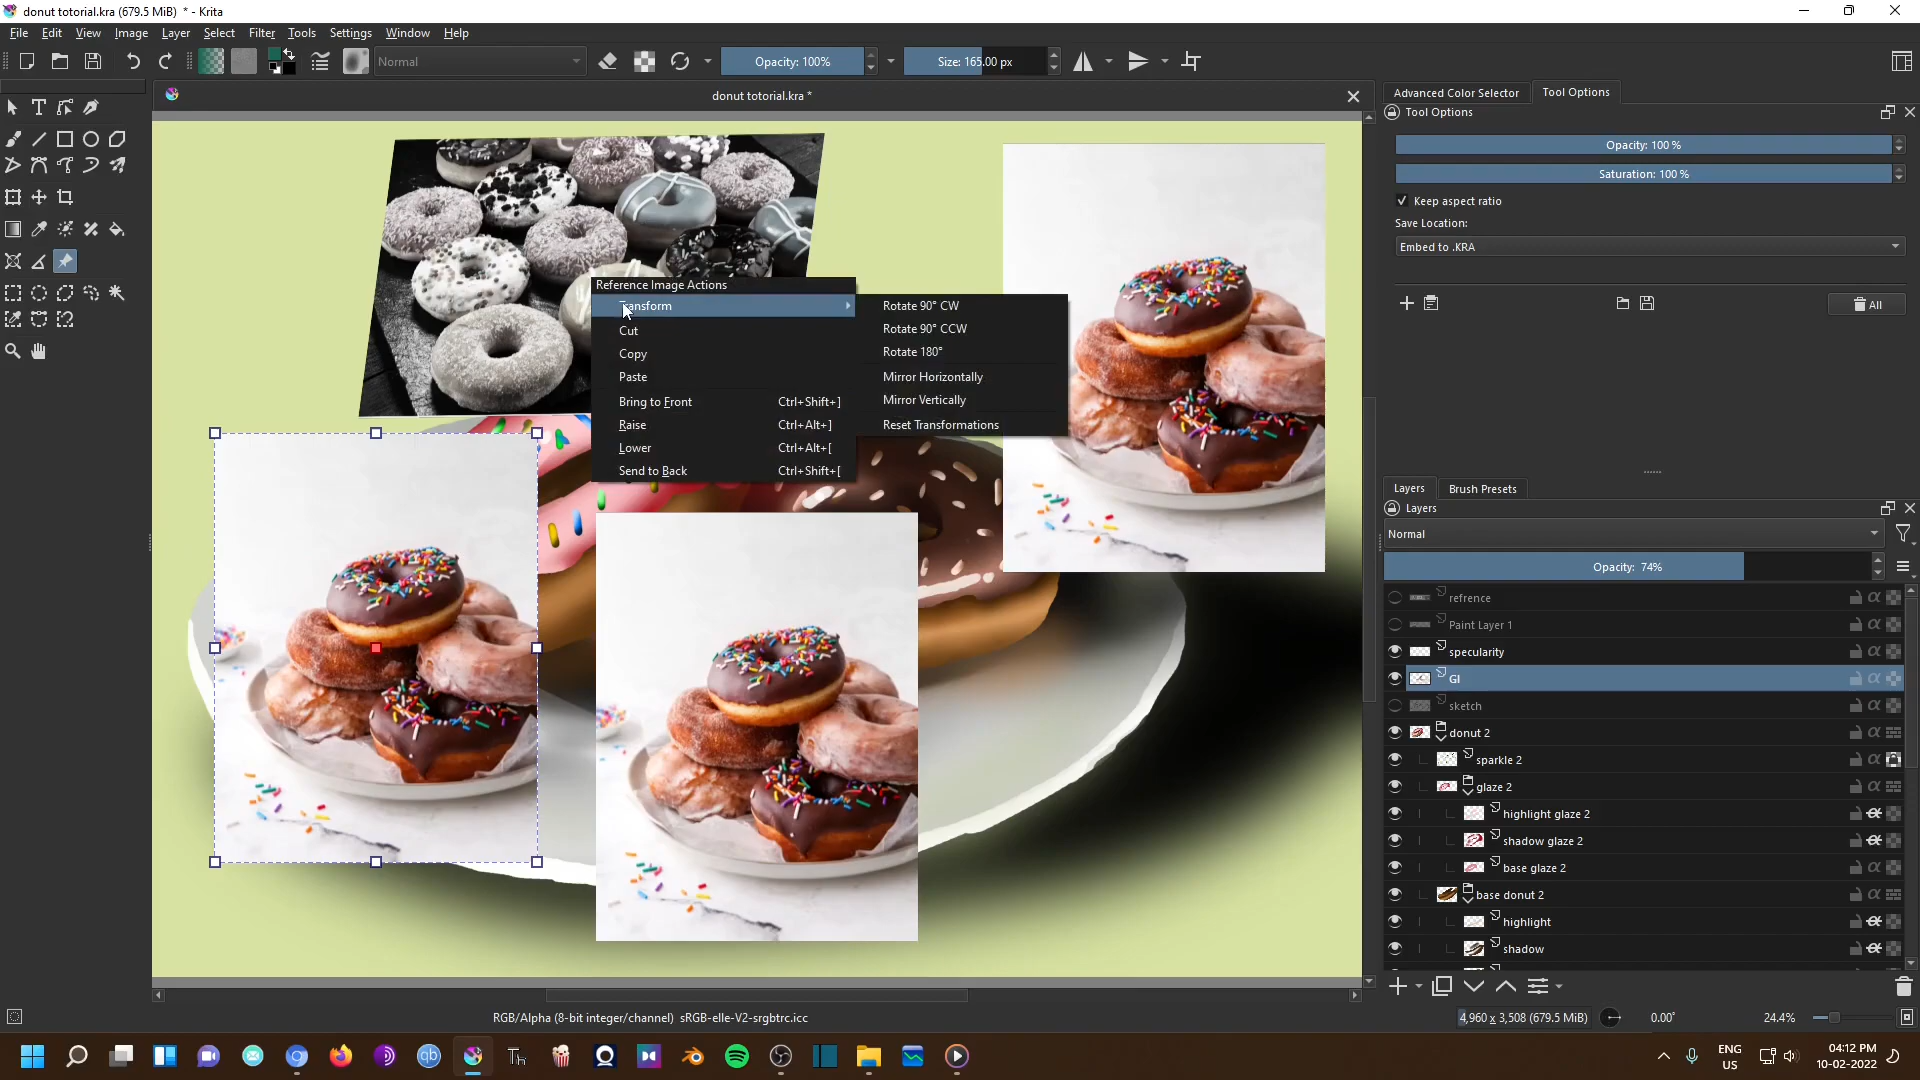 donut totorial.kra (679.5 MiB) * - Krita
File Edit View Image Layer Select Filter Tools Settings Window Help
Normal
Opacity: 100%
Size: 165.00 px
donut totorial.kra *
Reference Image Actions
Transform
Cut
Copy
Paste
Bring to Front Ctrl+Shift+]
Raise Ctrl+Alt+]
Lower Ctrl+Alt+[
Send to Back Ctrl+Shift+[
Rotate 90° CW
Rotate 90° CCW
Rotate 180°
Mirror Horizontally
Mirror Vertically
Reset Transformations
Advanced Color Selector Tool Options
Tool Options
Opacity: 100 %
Saturation: 100 %
Keep aspect ratio
Save Location:
Embed to .KRA
All
Layers Brush Presets
Layers
Normal
Opacity: 74%
refrence
Paint Layer 1
specularity
GI
sketch
donut 2
sparkle 2
glaze 2
highlight glaze 2
shadow glaze 2
base glaze 2
base donut 2
highlight
shadow
RGB/Alpha (8-bit integer/channel) sRGB-elle-V2-srgbtrc.icc
4,960 x 3,508 (679.5 MiB)
0.00°
24.4%
qb
Th
ENG
US
04:12 PM
10-02-2022